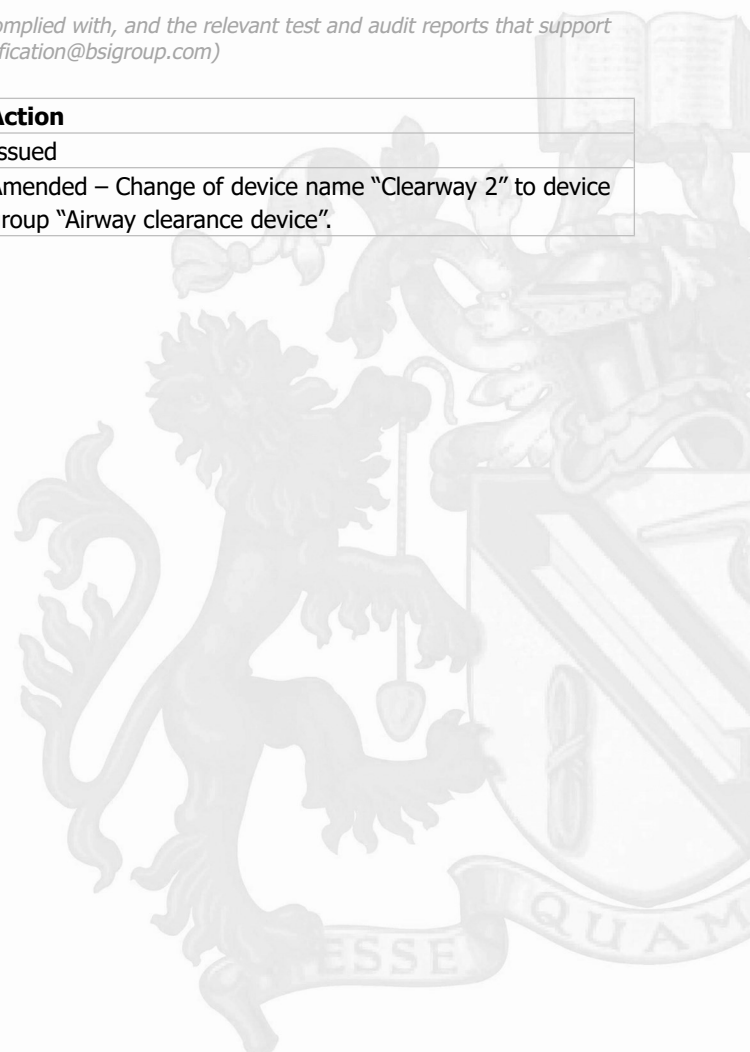 omplied with, and the relevant test and audit reports that support
fication@bsigroup.com)
Action
ssued
Amended – Change of device name “Clearway 2” to device
roup “Airway clearance device”.
ESSE QUAM